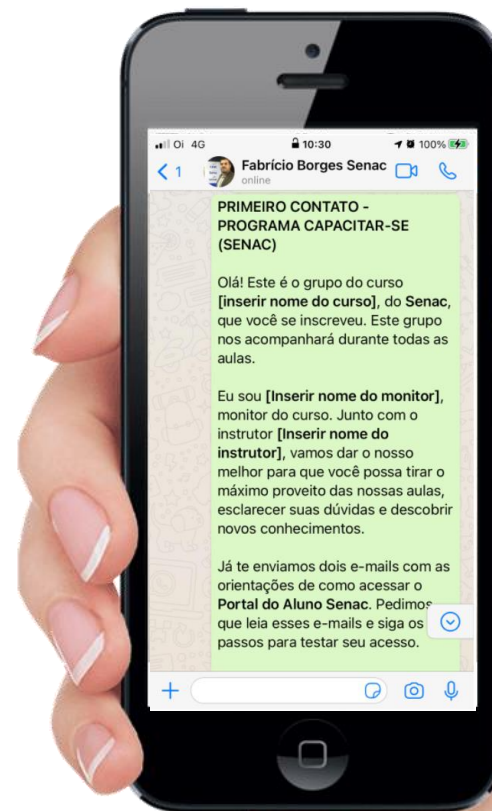 Oi 4G 10:30 100%
1 Fabrício Borges Senac
online
PRIMEIRO CONTATO -
PROGRAMA CAPACITAR-SE
(SENAC)
Olá! Este é o grupo do curso
[inserir nome do curso], do Senac,
que você se inscreveu. Este grupo
nos acompanhará durante todas as
aulas.
Eu sou [Inserir nome do monitor],
monitor do curso. Junto com o
instrutor [Inserir nome do
instrutor], vamos dar o nosso
melhor para que você possa tirar o
máximo proveito das nossas aulas,
esclarecer suas dúvidas e descobrir
novos conhecimentos.
Já te enviamos dois e-mails com as
orientações de como acessar o
Portal do Aluno Senac. Pedimos
que leia esses e-mails e siga os
passos para testar seu acesso.